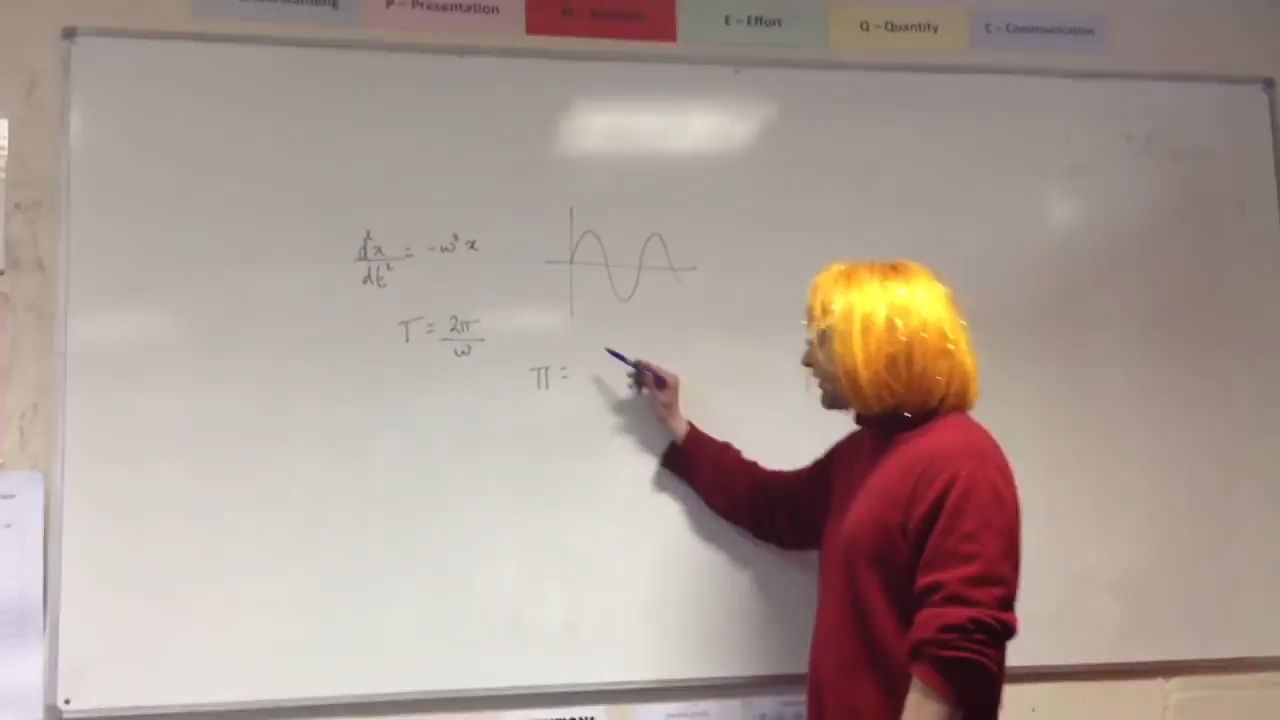 P – Presentation
E – Effort
Q – Quantity
C – Communication
d²x/dt² = -ω²x
T = 2π/ω
π =